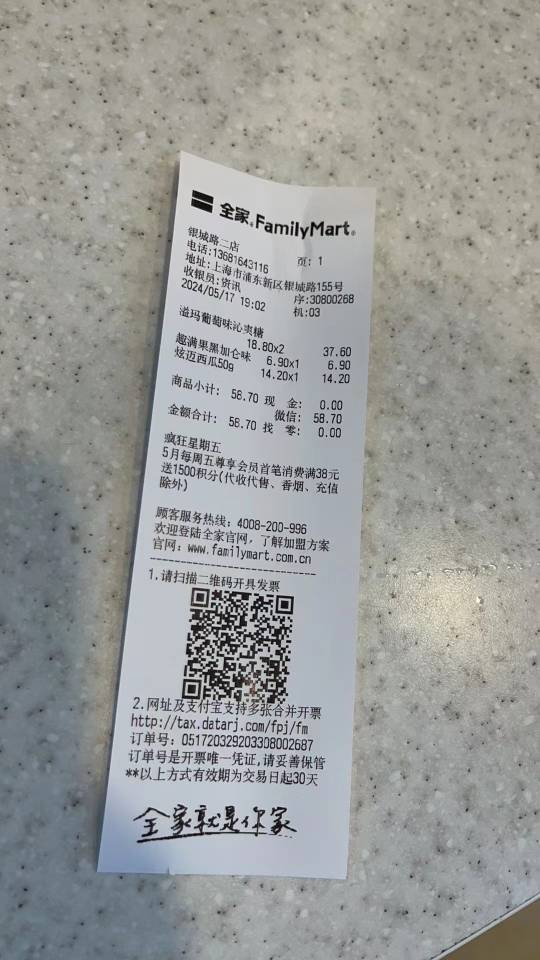 全家 FamilyMart
银城路二店
电话:13681643116 页: 1
地址:上海市浦东新区银城路155号
收银员:资讯 序:30800268
2024/05/17 19:02 机:03
溢玛葡萄味沁爽糖
18.80x2 37.60
趣满果黑加仑味 6.90x1 6.90
炫迈西瓜50g 14.20x1 14.20
商品小计: 58.70 现 金: 0.00
微信: 58.70
金额合计: 58.70 找 零: 0.00
疯狂星期五
5月每周五尊享会员首笔消费满38元
送1500积分(代收代售、香烟、充值
除外)
顾客服务热线: 4008-200-996
欢迎登陆全家官网,了解加盟方案
官网:www.familymart.com.cn
1.请扫描二维码开具发票
2.网址及支付宝支持多张合并开票
http://tax.datarj.com/fpj/fm
订单号: 051720329203308002687
订单号是开票唯一凭证,请妥善保管
**以上方式有效期为交易日起30天
全家就是你家